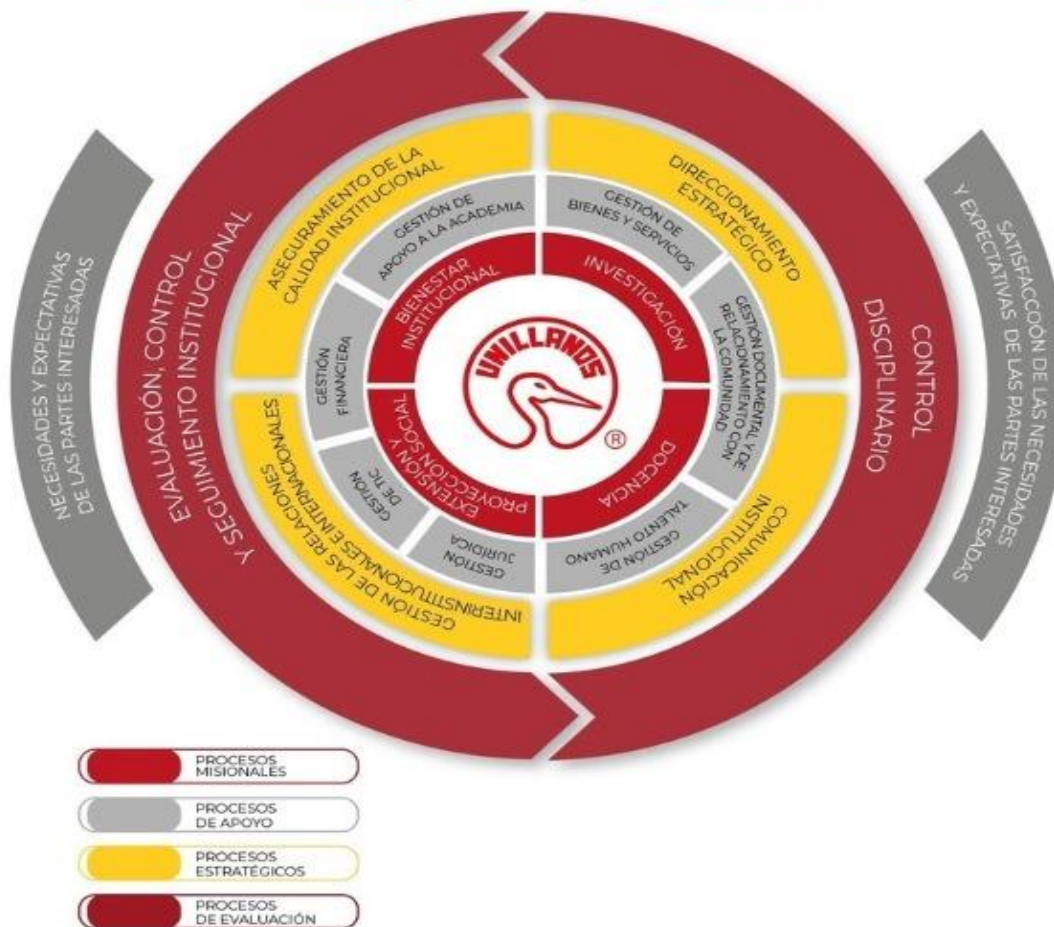 NECESIDADES Y EXPECTATIVAS
DE LAS PARTES INTERESADAS
EVALUACIÓN, CONTROL
Y SEGUIMIENTO INSTITUCIONAL
ASEGURAMIENTO DE LA
CALIDAD INSTITUCIONAL
DIRECCIONAMIENTO
ESTRATÉGICO
GESTIÓN DE
APOYO A LA ACADEMIA
GESTIÓN DE
BIENES Y SERVICIOS
BIENESTAR
INSTITUCIONAL
INVESTIGACIÓN
GESTIÓN
FINANCIERA
UNILLANOS
®
GESTIÓN DOCUMENTAL Y DE
RELACIONAMIENTO CON
LA COMUNIDAD
CONTROL
DISCIPLINARIO
SATISFACCIÓN DE LAS NECESIDADES
Y EXPECTATIVAS DE LAS PARTES INTERESADAS
EXTENSIÓN Y
PROYECCIÓN SOCIAL
DOCENCIA
GESTIÓN
DE TIC
GESTIÓN
JURÍDICA
GESTIÓN DE
TALENTO HUMANO
GESTIÓN DE LAS RELACIONES
INTERINSTITUCIONALES E INTERNACIONALES
COMUNICACIÓN
INSTITUCIONAL
PROCESOS
MISIONALES
PROCESOS
DE APOYO
PROCESOS
ESTRATÉGICOS
PROCESOS
DE EVALUACIÓN